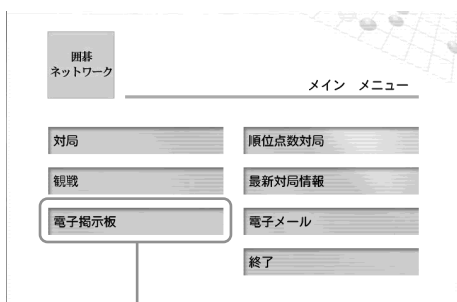 囲碁
ネットワーク
メイン メニュー
対局
順位点数対局
観戦
最新対局情報
電子掲示板
電子メール
終了